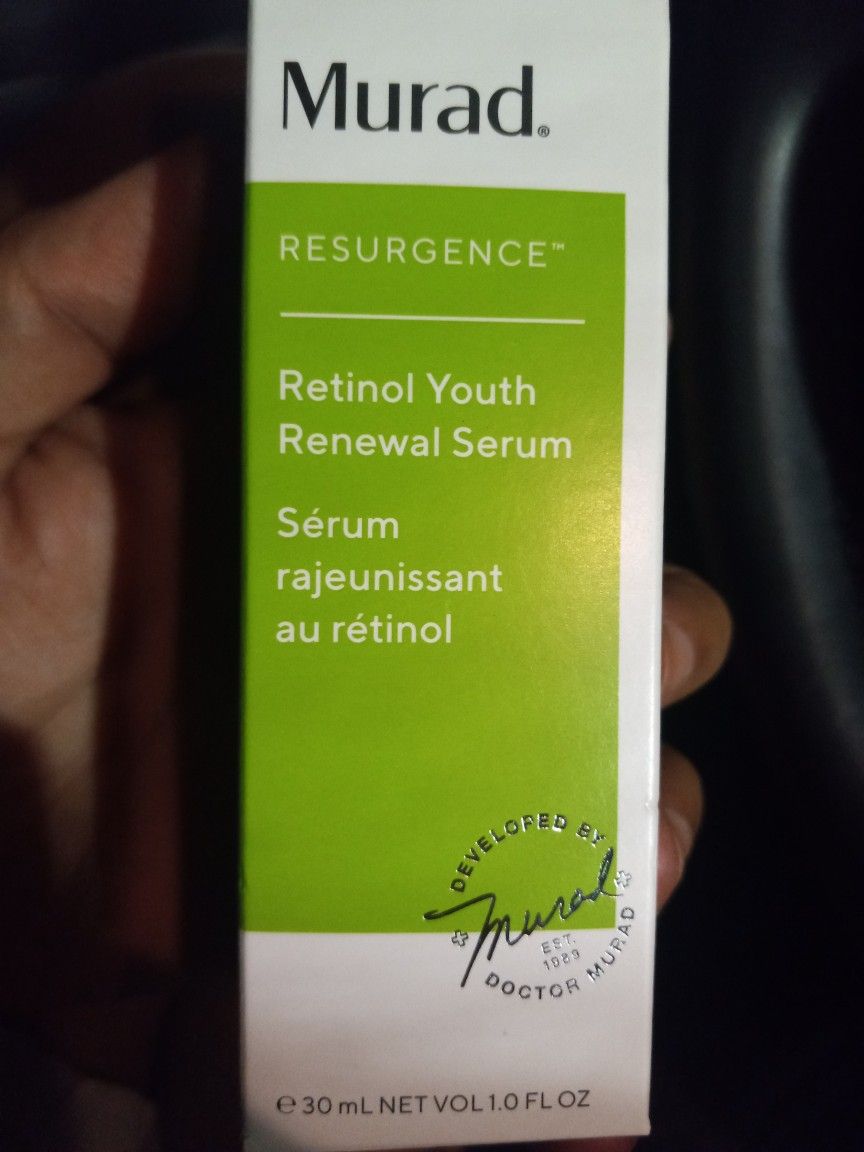 Murad®
RESURGENCE™
Retinol Youth
Renewal Serum
Sérum
rajeunissant
au rétinol
DEVELOPED BY
Murad
EST.
1989
DOCTOR MURAD
℮ 30 mL NET VOL 1.0 FL OZ